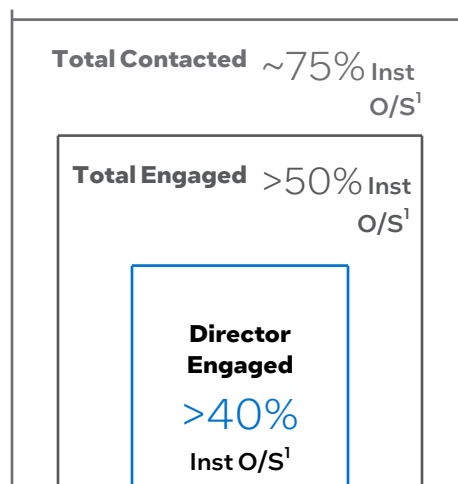 Total Contacted ~75% Inst
O/S¹
Total Engaged >50% Inst
O/S¹
Director
Engaged
>40%
Inst O/S¹